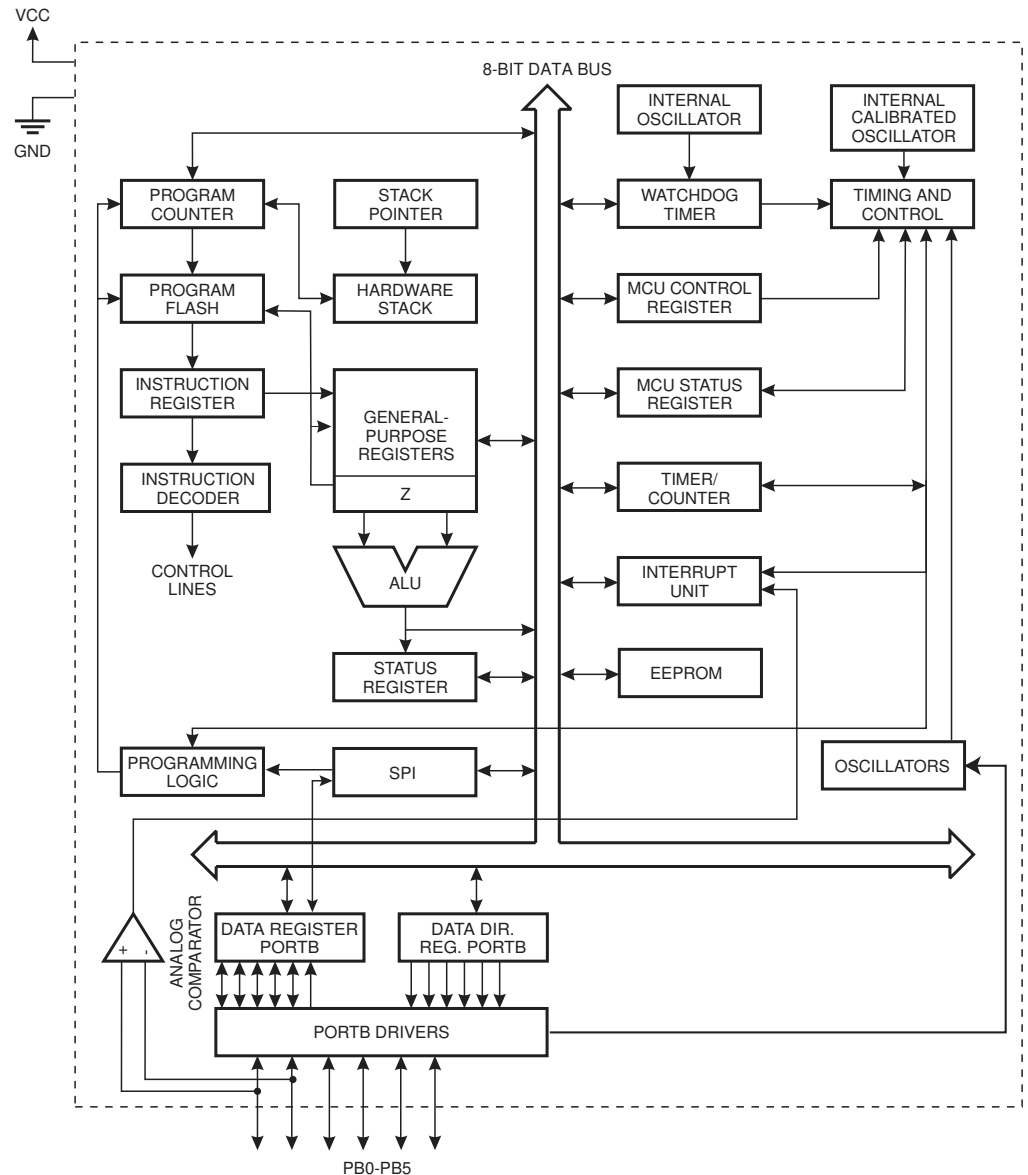 VCC
GND
8-BIT DATA BUS
INTERNAL
OSCILLATOR
INTERNAL
CALIBRATED
OSCILLATOR
PROGRAM
COUNTER
STACK
POINTER
WATCHDOG
TIMER
TIMING AND
CONTROL
PROGRAM
FLASH
HARDWARE
STACK
MCU CONTROL
REGISTER
INSTRUCTION
REGISTER
GENERAL-
PURPOSE
REGISTERS
Z
MCU STATUS
REGISTER
INSTRUCTION
DECODER
TIMER/
COUNTER
CONTROL
LINES
ALU
INTERRUPT
UNIT
STATUS
REGISTER
EEPROM
PROGRAMMING
LOGIC
SPI
OSCILLATORS
ANALOG
COMPARATOR
+
-
DATA REGISTER
PORTB
DATA DIR.
REG. PORTB
PORTB DRIVERS
PB0-PB5